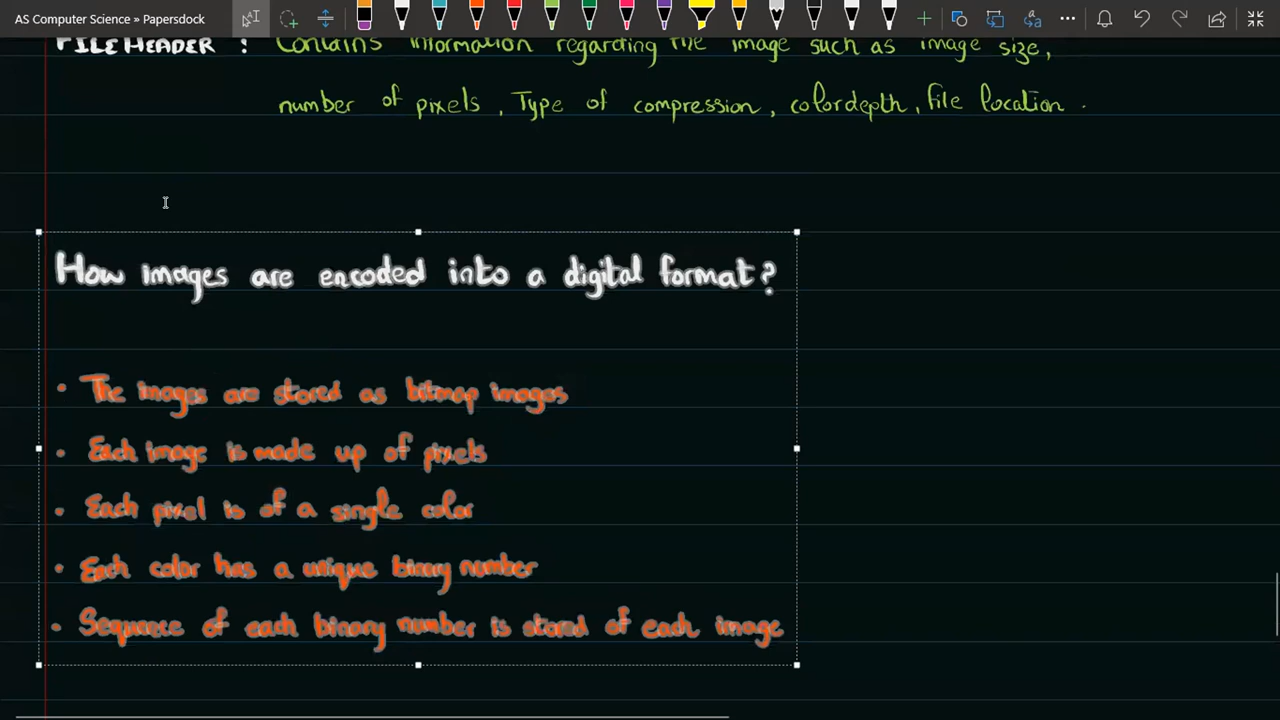 AS Computer Science » Papersdock
FILE HEADER : Contains information regarding the image such as image size,
number of pixels, Type of compression, colordepth, file location.
How images are encoded into a digital format?
• The images are stored as bitmap images
• Each image is made up of pixels
• Each pixel is of a single color
• Each color has a unique binary number
• Sequence of each binary number is stored of each image